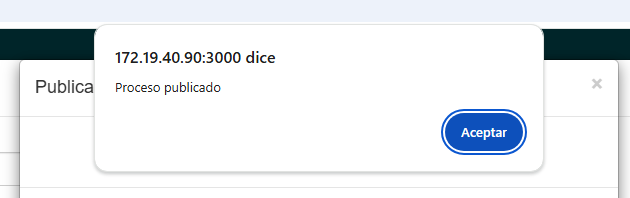 172.19.40.90:3000 dice
Publica
Proceso publicado
×
Aceptar